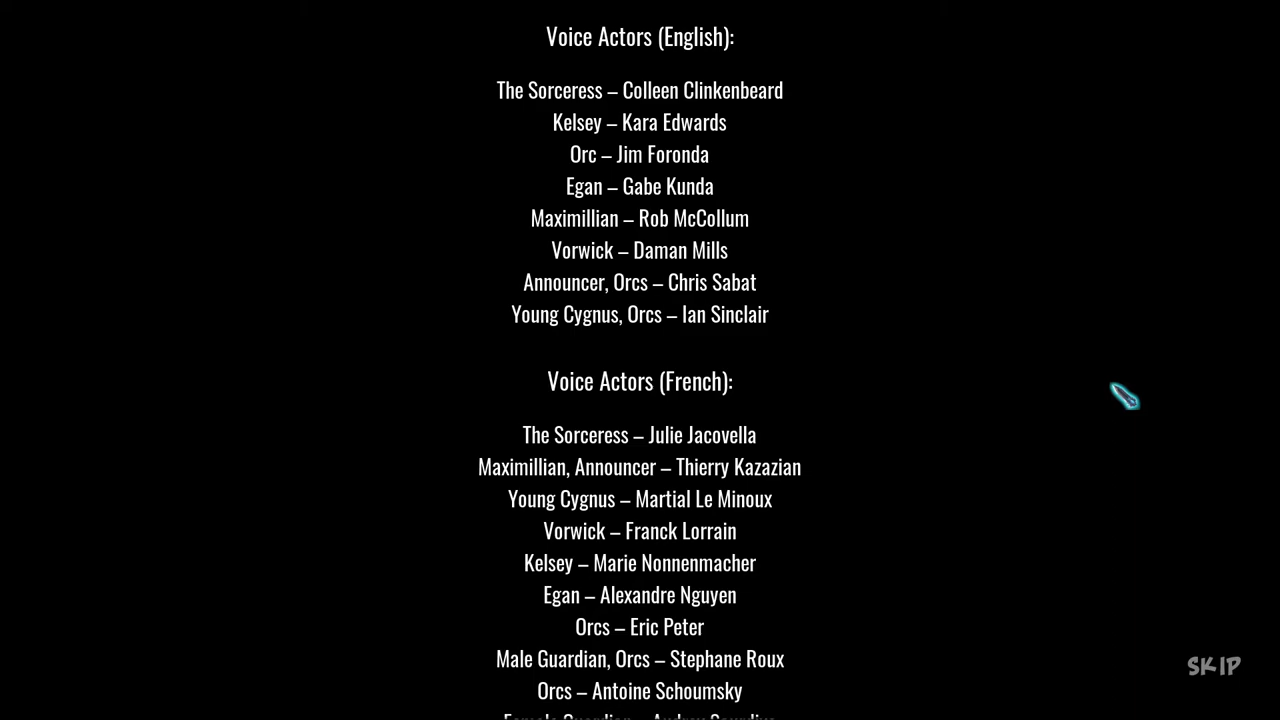 Voice Actors (English):
The Sorceress – Colleen Clinkenbeard
Kelsey – Kara Edwards
Orc – Jim Foronda
Egan – Gabe Kunda
Maximillian – Rob McCollum
Vorwick – Daman Mills
Announcer, Orcs – Chris Sabat
Young Cygnus, Orcs – Ian Sinclair
Voice Actors (French):
The Sorceress – Julie Jacovella
Maximillian, Announcer – Thierry Kazazian
Young Cygnus – Martial Le Minoux
Vorwick – Franck Lorrain
Kelsey – Marie Nonnenmacher
Egan – Alexandre Nguyen
Orcs – Eric Peter
Male Guardian, Orcs – Stephane Roux
SKIP
Orcs – Antoine Schoumsky